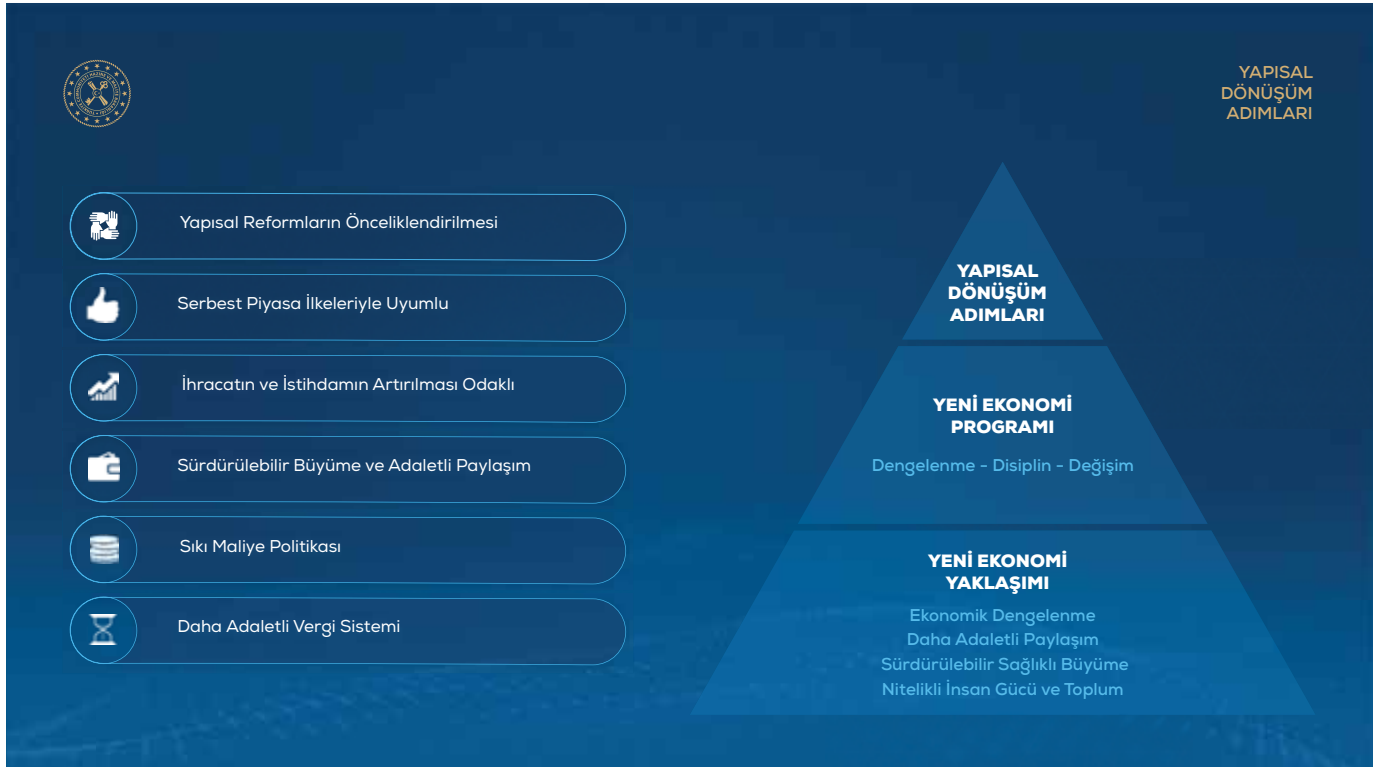 YAPISAL
DÖNÜŞÜM
ADIMLARI
Yapısal Reformların Önceliklendirilmesi
Serbest Piyasa İlkeleriyle Uyumlu
İhracatın ve İstihdamın Artırılması Odaklı
Sürdürülebilir Büyüme ve Adaletli Paylaşım
Sıkı Maliye Politikası
Daha Adaletli Vergi Sistemi
YAPISAL
DÖNÜŞÜM
ADIMLARI
YENİ EKONOMİ
PROGRAMI
Dengelenme - Disiplin - Değişim
YENİ EKONOMİ
YAKLAŞIMI
Ekonomik Dengelenme
Daha Adaletli Paylaşım
Sürdürülebilir Sağlıklı Büyüme
Nitelikli İnsan Gücü ve Toplum